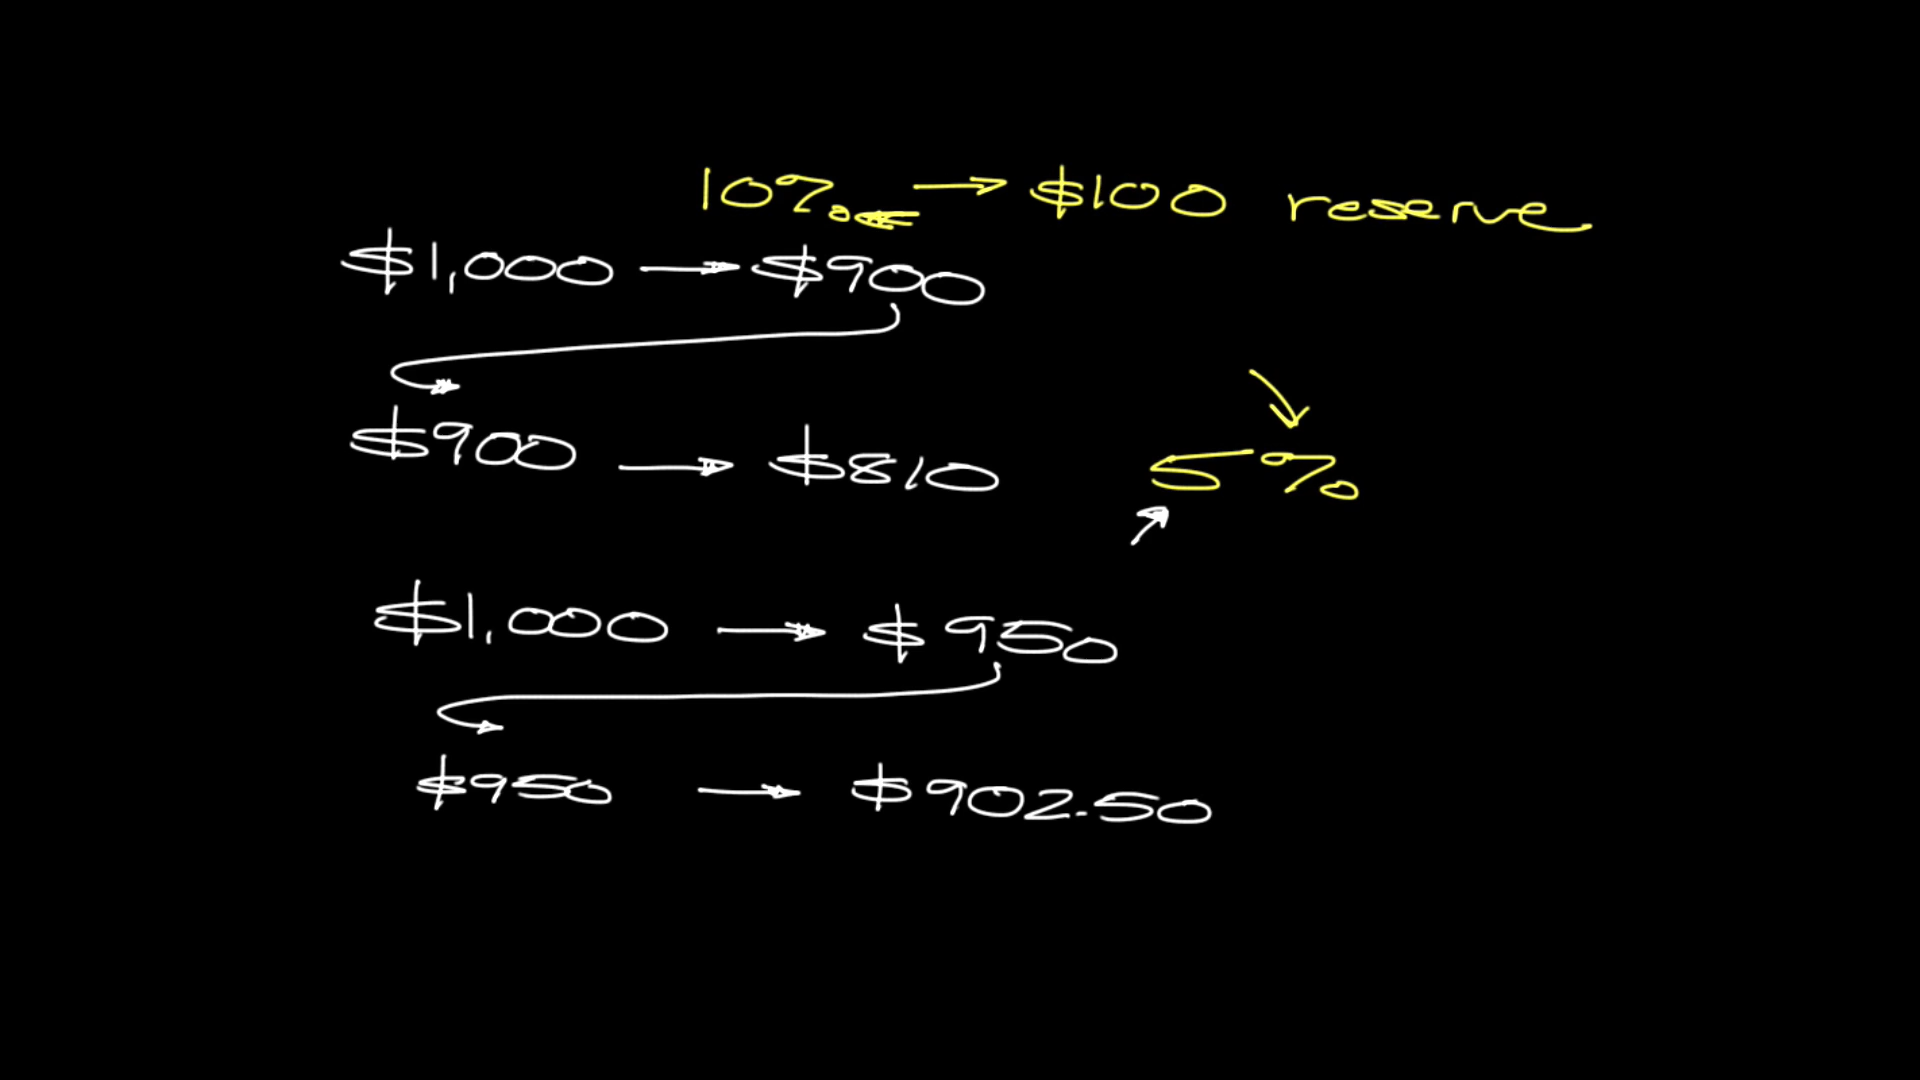 10% → $100 reserve
$1,000 → $900
$900 → $810
5%
$1,000 → $950
$950 → $902.50